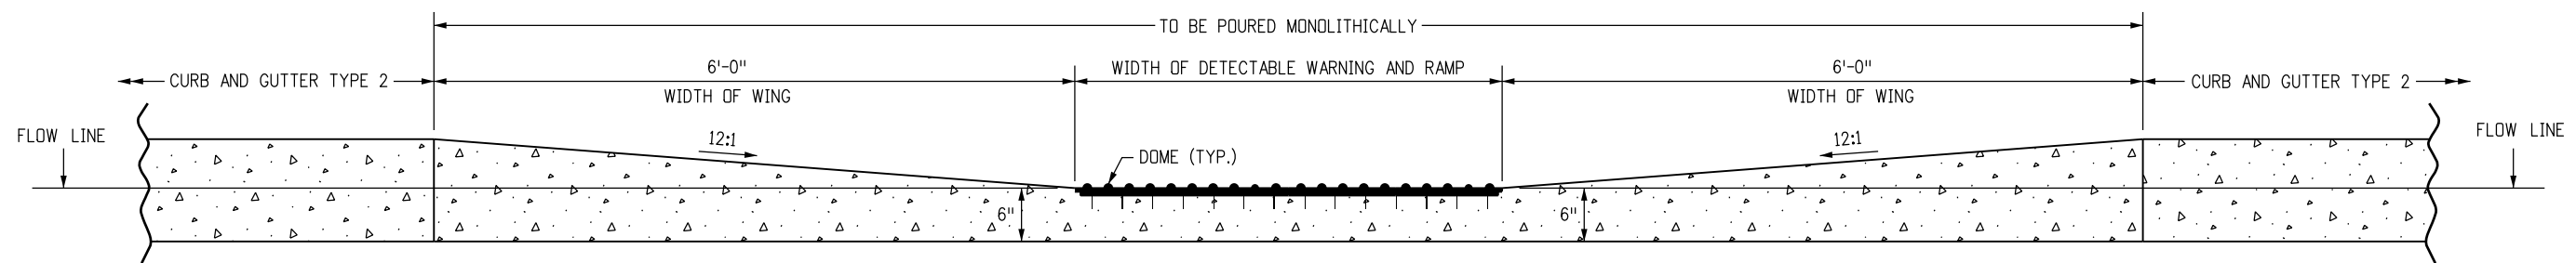 TO BE POURED MONOLITHICALLY
CURB AND GUTTER TYPE 2
6'-0"
WIDTH OF WING
WIDTH OF DETECTABLE WARNING AND RAMP
6'-0"
WIDTH OF WING
CURB AND GUTTER TYPE 2
FLOW LINE
12:1
DOME (TYP.)
12:1
FLOW LINE
6"
6"